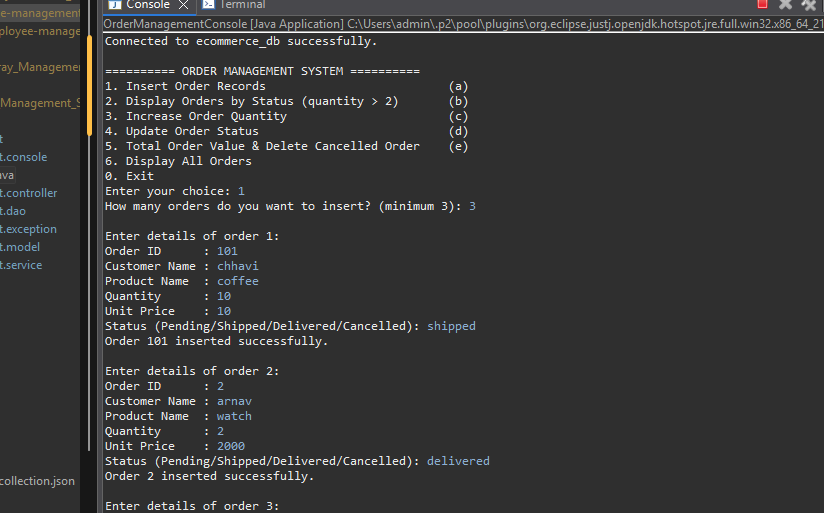 Console
Terminal
OrderManagementConsole [Java Application] C:\Users\admin\.p2\pool\plugins\org.eclipse.justj.openjdk.hotspot.jre.full.win32.x86_64_21
e-management
ployee-manage
ray_Managemen
Management_S
t
t.console
ava
t.controller
t.dao
t.exception
t.model
t.service
collection.json
Connected to ecommerce_db successfully.
========== ORDER MANAGEMENT SYSTEM ==========
1. Insert Order Records (a)
2. Display Orders by Status (quantity > 2) (b)
3. Increase Order Quantity (c)
4. Update Order Status (d)
5. Total Order Value & Delete Cancelled Order (e)
6. Display All Orders
0. Exit
Enter your choice: 1
How many orders do you want to insert? (minimum 3): 3
Enter details of order 1:
Order ID : 101
Customer Name : chhavi
Product Name : coffee
Quantity : 10
Unit Price : 10
Status (Pending/Shipped/Delivered/Cancelled): shipped
Order 101 inserted successfully.
Enter details of order 2:
Order ID : 2
Customer Name : arnav
Product Name : watch
Quantity : 2
Unit Price : 2000
Status (Pending/Shipped/Delivered/Cancelled): delivered
Order 2 inserted successfully.
Enter details of order 3: